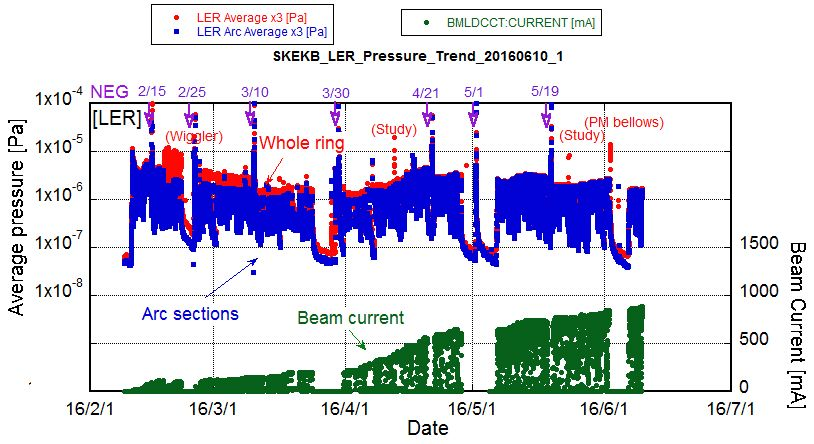 LER Average x3 [Pa]
LER Arc Average x3 [Pa]
BMLDCCT:CURRENT [mA]
SKEKB_LER_Pressure_Trend_20160610_1
NEG 2/15 2/25 3/10 3/30 4/21 5/1 5/19
1x10-4
[LER]
(Wiggler)
Whole ring
(Study)
(Study)
(PM bellows)
1x10-5
1x10-6
1x10-7
1x10-8
Average pressure [Pa]
Arc sections
Beam current
1500
1000
500
0
0
Beam Current [mA]
16/2/1 16/3/1 16/4/1 16/5/1 16/6/1 16/7/1
Date